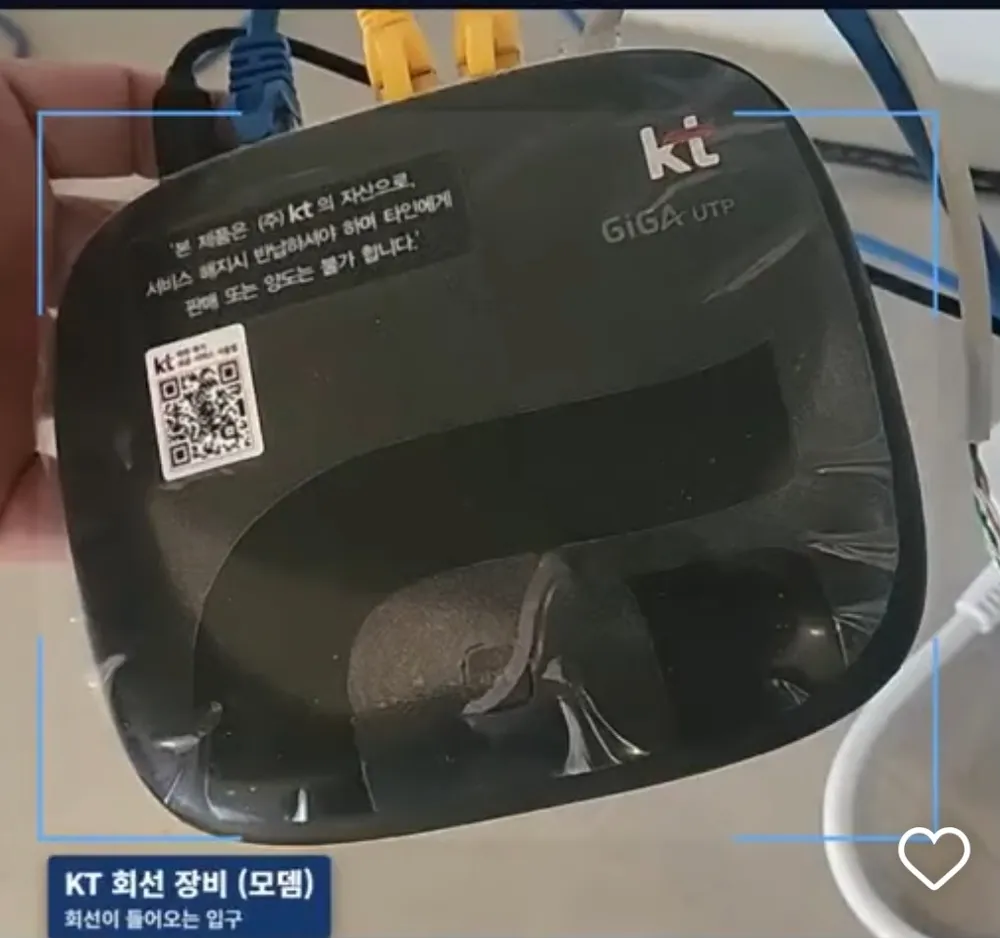 kt
GiGA UTP
'본 제품은 (주) kt 의 자산으로,
서비스 해지시 반납하셔야 하며 타인에게
판매 또는 양도는 불가 합니다.'
kt
KT 회선 장비 (모뎀)
회선이 들어오는 입구